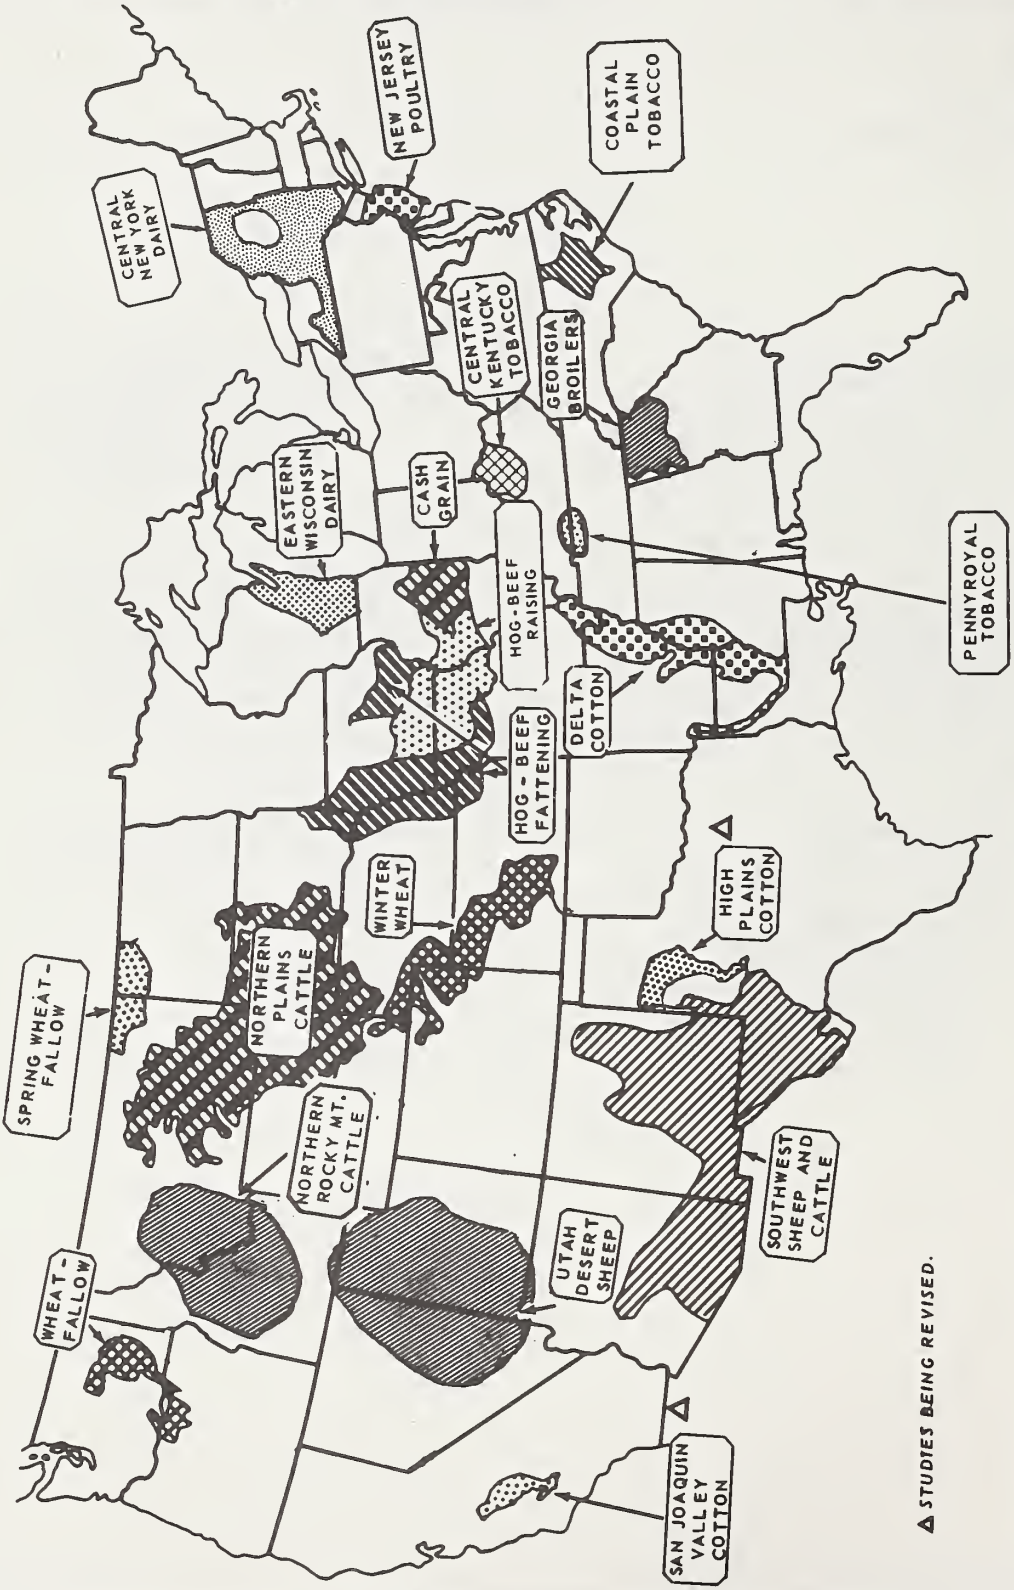 SPRING WHEAT-
FALLOW
WHEAT-
FALLOW
NORTHERN
PLAINS
CATTLE
NORTHERN
ROCKY MT.
CATTLE
WINTER
WHEAT
EASTERN
WISCONSIN
DAIRY
CENTRAL
NEW YORK
DAIRY
NEW JERSEY
POULTRY
CASH
GRAIN
CENTRAL
KENTUCKY
TOBACCO
HOG-BEEF
RAISING
HOG - BEEF
FATTENING
GEORGIA
BROILERS
COASTAL
PLAIN
TOBACCO
DELTA
COTTON
UTAH
DESERT
SHEEP
SAN JOAQUIN
VALLEY
COTTON
SOUTHWEST
SHEEP AND
CATTLE
HIGH
PLAINS
COTTON
PENNYROYAL
TOBACCO
Δ STUDIES BEING REVISED.